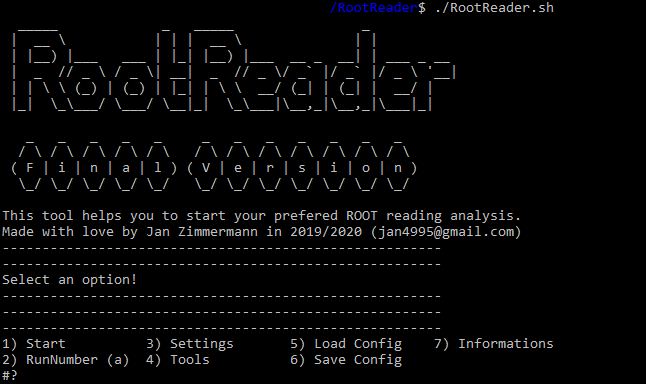 /RootReader$ ./RootReader.sh
RootReader
(F|i|n|a|l) (V|e|r|s|i|o|n)
This tool helps you to start your prefered ROOT reading analysis.
Made with love by Jan Zimmermann in 2019/2020 (jan4995@gmail.com)
-------------------------------------------------------
-------------------------------------------------------
Select an option!
-------------------------------------------------------
-------------------------------------------------------
-------------------------------------------------------
1) Start 3) Settings 5) Load Config 7) Informations
2) RunNumber (a) 4) Tools 6) Save Config
#?